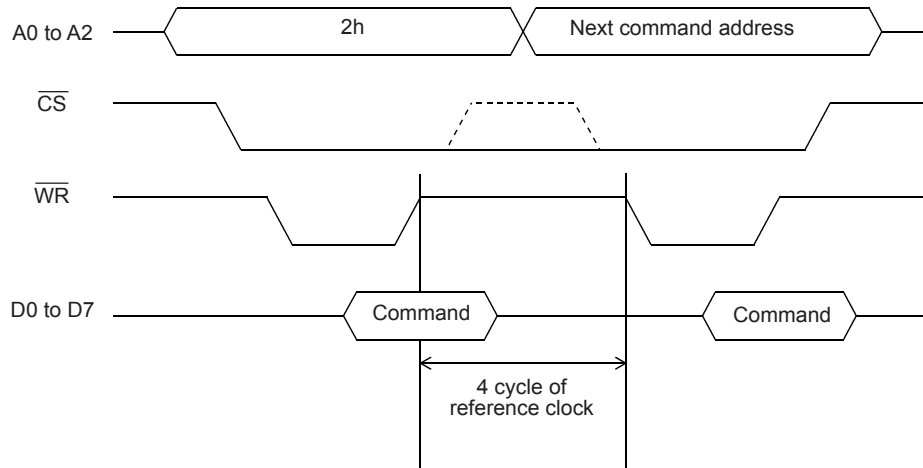 A0 to A2
2h
Next command address
CS
WR
D0 to D7
Command
Command
4 cycle of
reference clock